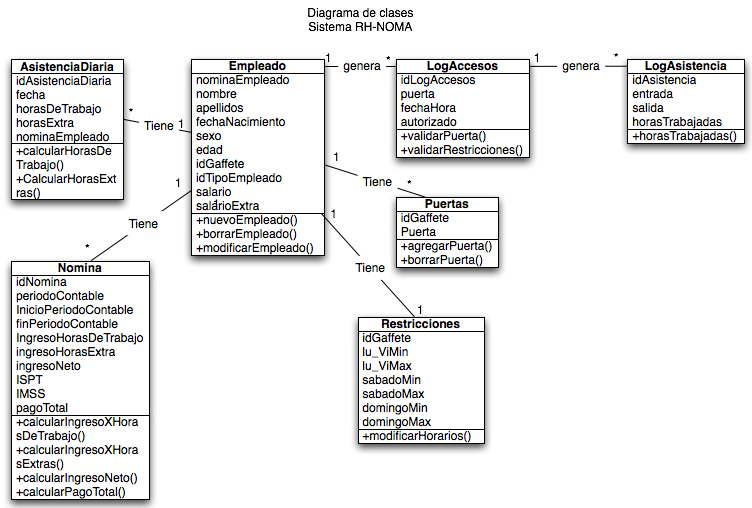 Diagrama de clases
Sistema RH-NOMA
AsistenciaDiaria
idAsistenciaDiaria
fecha
horasDeTrabajo
horasExtra
nominaEmpleado
+calcularHorasDe
Trabajo()
+CalcularHorasExt
ras()
*
Tiene
1
Empleado
nominaEmpleado
nombre
apellidos
fechaNacimiento
sexo
edad
idGaffete
idTipoEmpleado
salario
salarioExtra
+nuevoEmpleado()
+borrarEmpleado()
+modificarEmpleado()
1
genera
*
LogAccesos
idLogAccesos
puerta
fechaHora
autorizado
+validarPuerta()
+validarRestricciones()
1
genera
*
LogAsistencia
idAsistencia
entrada
salida
horasTrabajadas
+horasTrabajadas()
1
Tiene
*
Puertas
idGaffete
Puerta
+agregarPuerta()
+borrarPuerta()
1
Tiene
*
Nomina
idNomina
periodoContable
InicioPeriodoContable
finPeriodoContable
IngresoHorasDeTrabajo
ingresoHorasExtra
ingresoNeto
ISPT
IMSS
pagoTotal
+calcularIngresoXHora
sDeTrabajo()
+calcularIngresoXHora
sExtras()
+calcularIngresoNeto()
+calcularPagoTotal()
1
Tiene
1
Restricciones
idGaffete
lu_ViMin
lu_ViMax
sabadoMin
sabadoMax
domingoMin
domingoMax
+modificarHorarios()